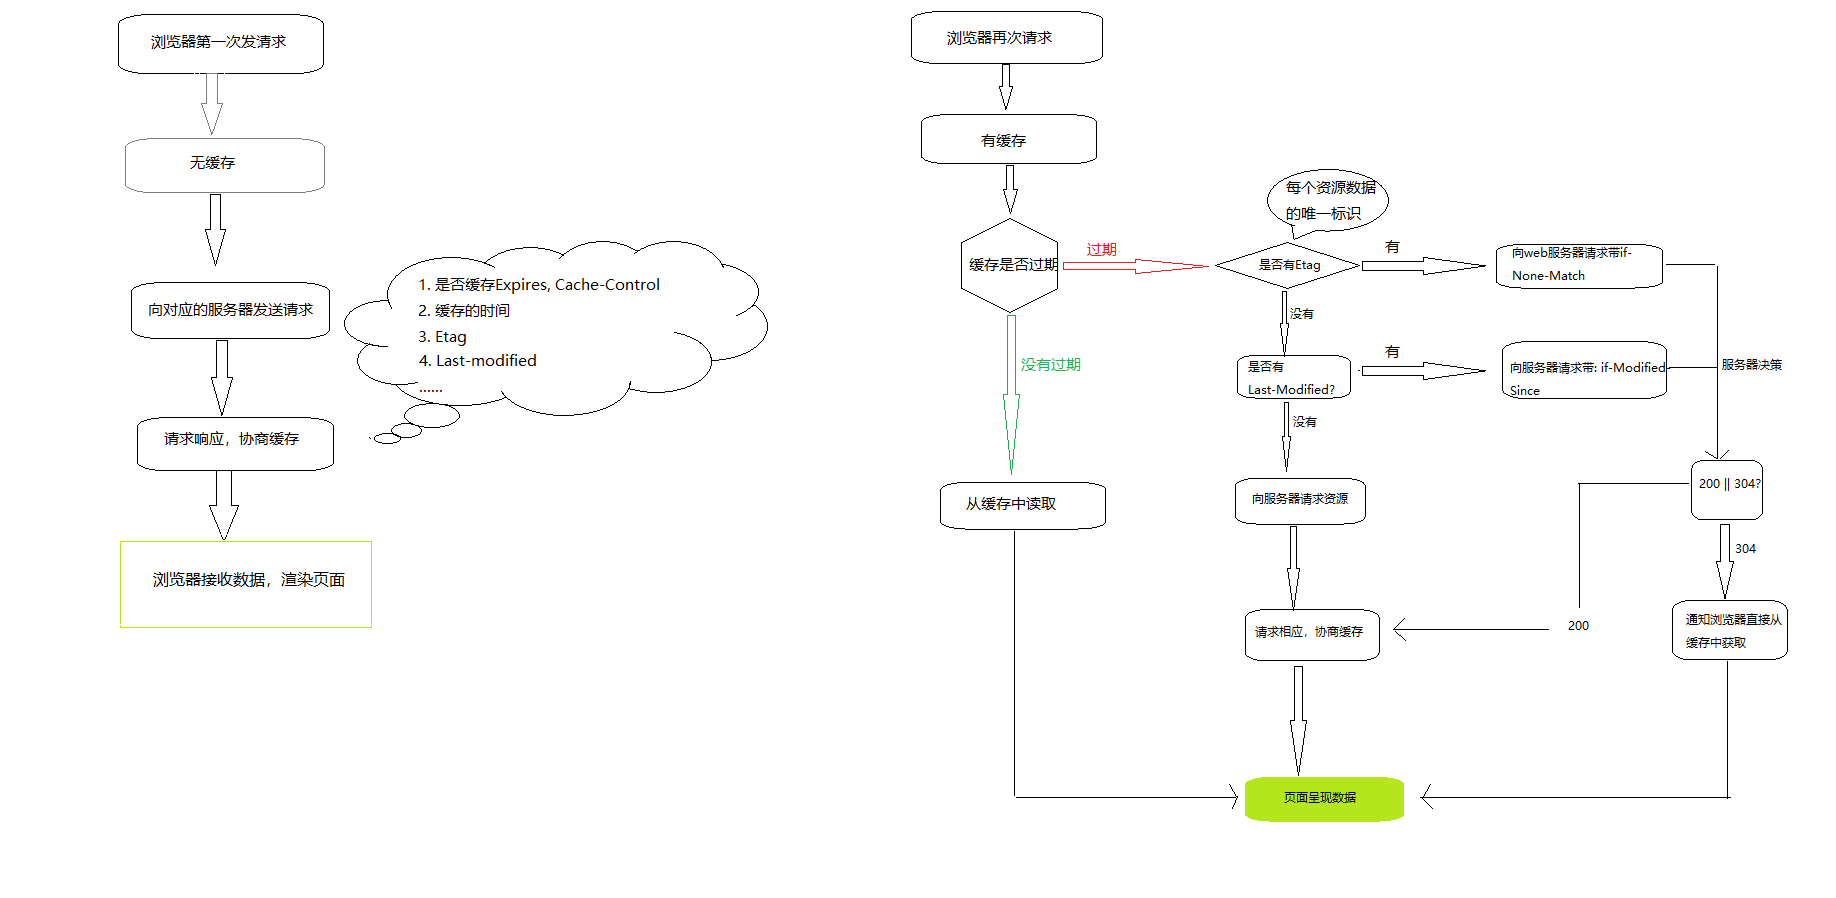 浏览器第一次发清求
无缓存
向对应的服务器发送请求
请求响应，协商缓存
浏览器接收数据，渲染页面
1. 是否缓存Expires, Cache-Control
2. 缓存的时间
3. Etag
4. Last-modified
......
浏览器再次请求
有缓存
缓存是否过期
过期
没有过期
从缓存中读取
每个资源数据
的唯一标识
是否有Etag
有
向web服务器请求带if-
None-Match
没有
是否有
Last-Modified?
有
向服务器请求带: if-Modified-
Since
服务器决策
没有
向服务器请求资源
200 || 304?
304
通知浏览器直接从
缓存中获取
200
请求相应，协商缓存
页面呈现数据